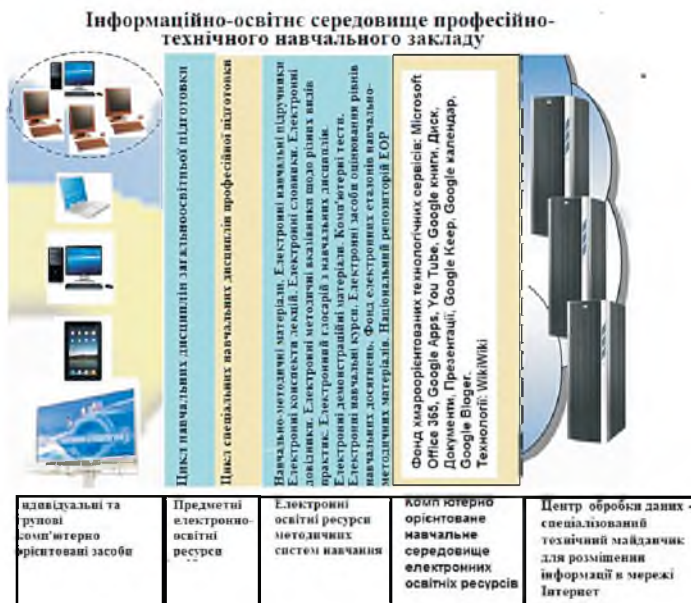 Інформаційно-освітнє середовище професійно-
технічного навчального закладу
Цикл навчальних дисциплін загальноосвітньої підготовки
Цикл спеціальних навчальних дисциплін професійної підготовки
Навчально-методичні матеріали. Електронні навчальні підручники
Електронні конспекти лекцій. Електронні словники. Електронні
довідники. Електронні методичні вказівники щодо різних видів
практик. Електронний глосарій з навчальних дисциплін.
Електронні демонстраційні матеріали. Комп'ютерні тести.
Електронні навчальні курси. Електронні засоби оцінювання рівнів
навчальних досягнень. Фонд електронних еталонів навчально-
методичних матеріалів. Національний репозиторій ЕОР
Фонд хмароорієнтованих технологічних сервісів: Microsoft
Office 365, Google Apps, You Tube, Google книги, Диск,
Документи, Презентації, Google Keep, Google календар,
Google Bloger.
Технології: WikiWiki
індивідуальні та
групові
комп'ютерно
орієнтовані засоби
Предметні
електронно-
освітні
ресурси
Електронні
освітні ресурси
методичних
систем навчання
Комп ютерно
орієнтоване
навчальне
середовище
електронних
освітніх ресурсів
Центр обробки даних -
спеціалізований
технічний майданчик
для розміщення
інформації в мережі
Інтернет